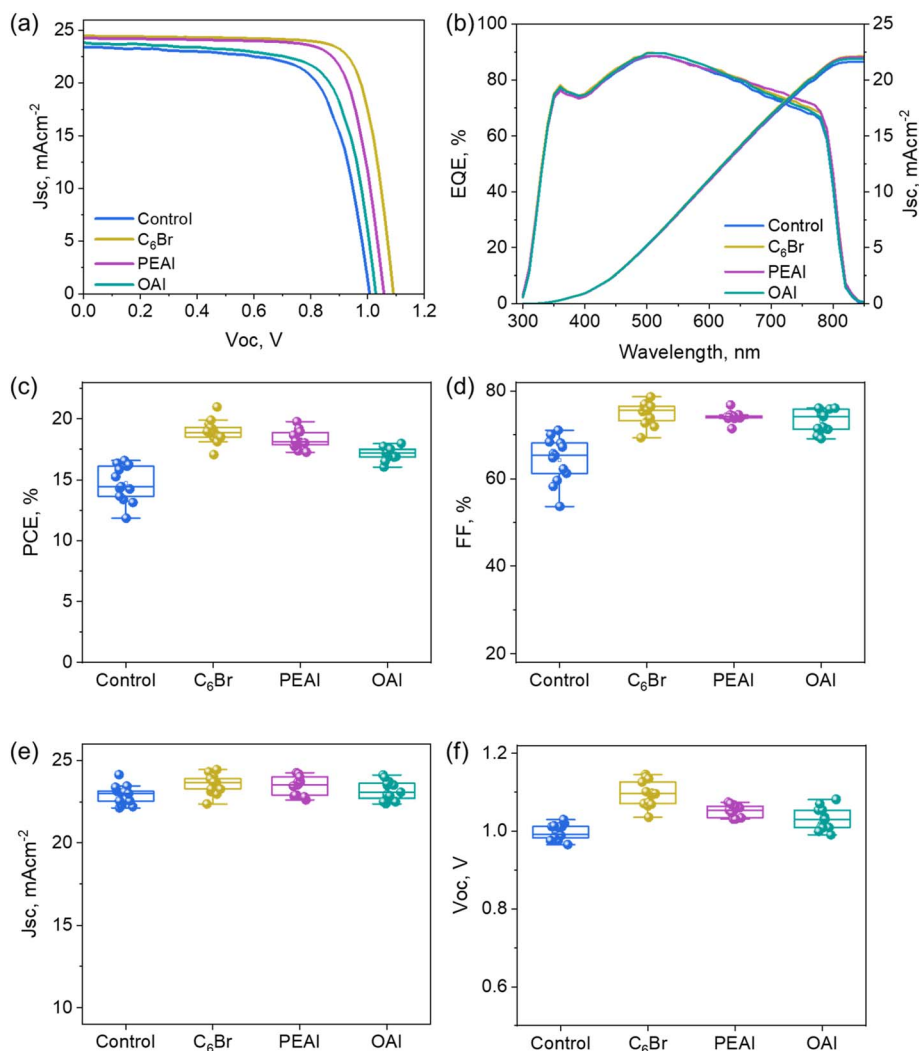 (a)
25
20
15
10
5
0
0.0 0.2 0.4 0.6 0.8 1.0 1.2
Jsc, mAcm⁻²
Voc, V
Control
C₆Br
PEAI
OAI
(b)
100
80
60
40
20
0
300 400 500 600 700 800
25
20
15
10
5
0
EQE, %
Jsc, mAcm⁻²
Wavelength, nm
Control
C₆Br
PEAI
OAI
(c)
20
15
10
5
0
PCE, %
Control C₆Br PEAI OAI
(d)
80
60
40
20
FF, %
Control C₆Br PEAI OAI
(e)
25
20
15
10
Jsc, mAcm⁻²
Control C₆Br PEAI OAI
(f)
1.2
1.0
0.8
0.6
Voc, V
Control C₆Br PEAI OAI